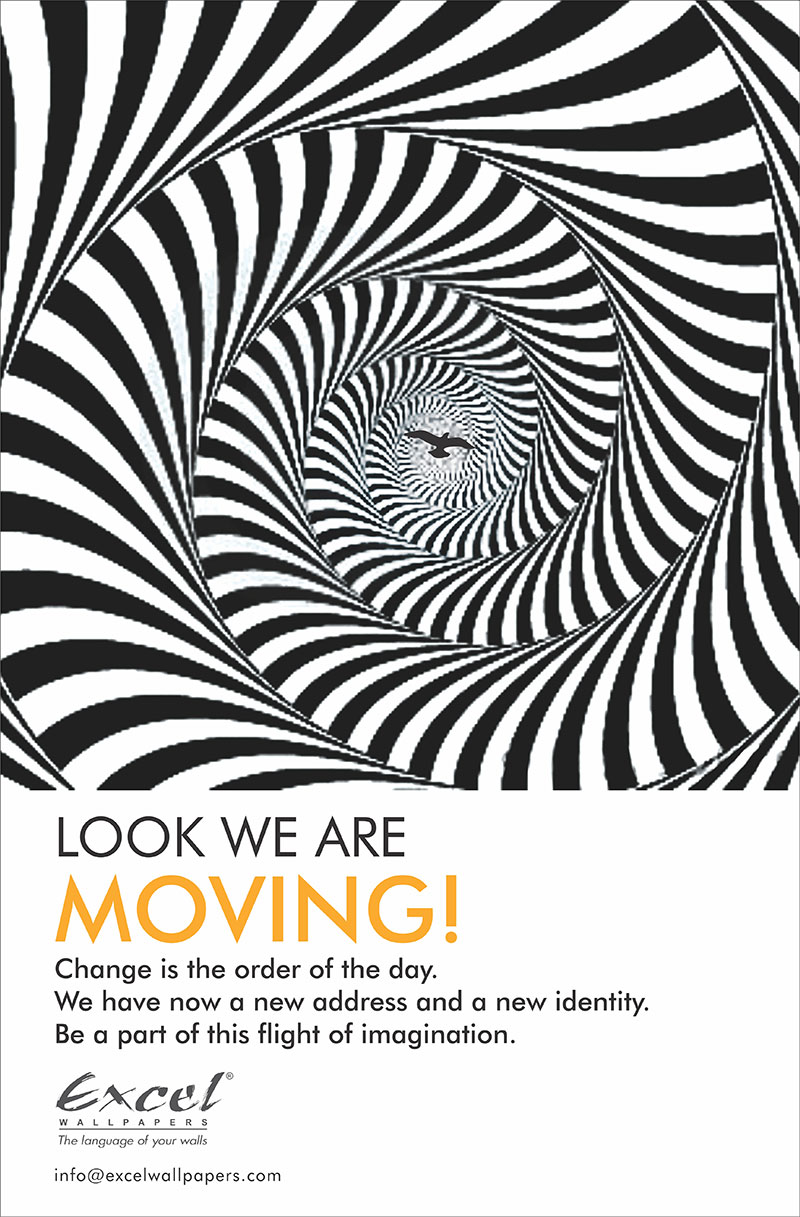 LOOK WE ARE
MOVING!
Change is the order of the day.
We have now a new address and a new identity.
Be a part of this flight of imagination.
Excel®
WALLPAPERS
The language of your walls
info@excelwallpapers.com